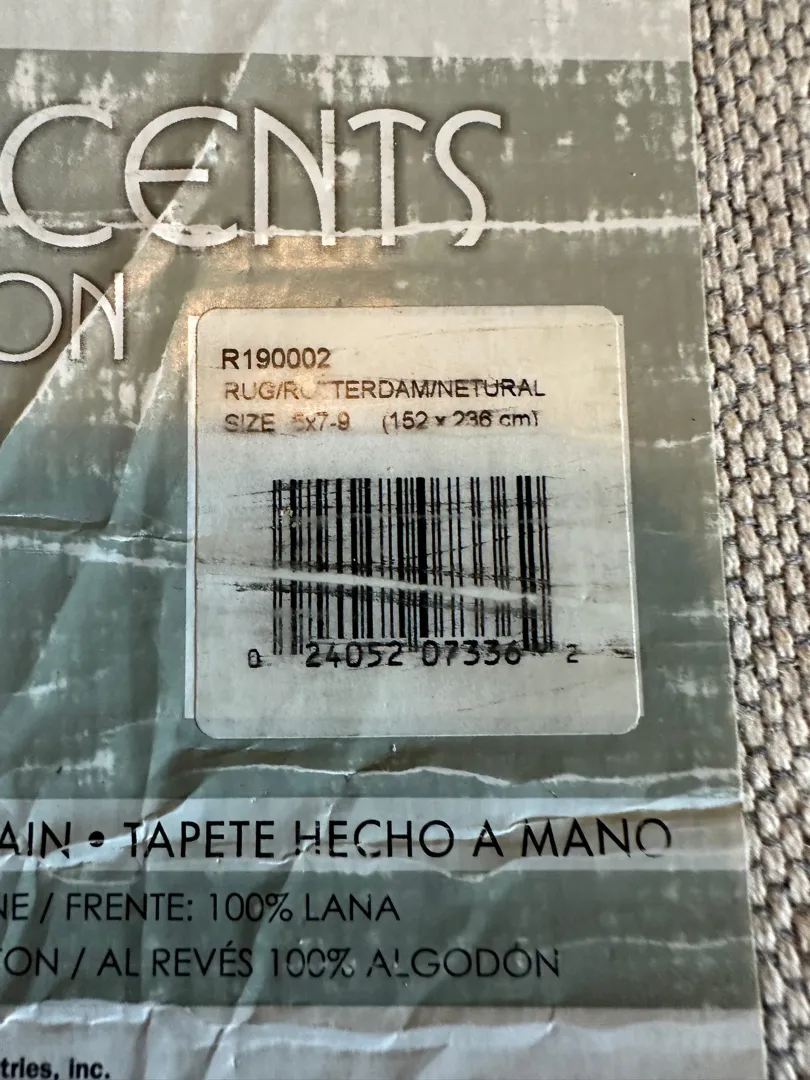 CENTS
ON
R190002
RUG/ROTTERDAM/NETURAL
SIZE 5x7-9 (152 x 236 cm)
0 24052 07336 2
AIN • TAPETE HECHO A MANO
NE / FRENTE: 100% LANA
TON / AL REVÉS 100% ALGODÓN
tries, Inc.